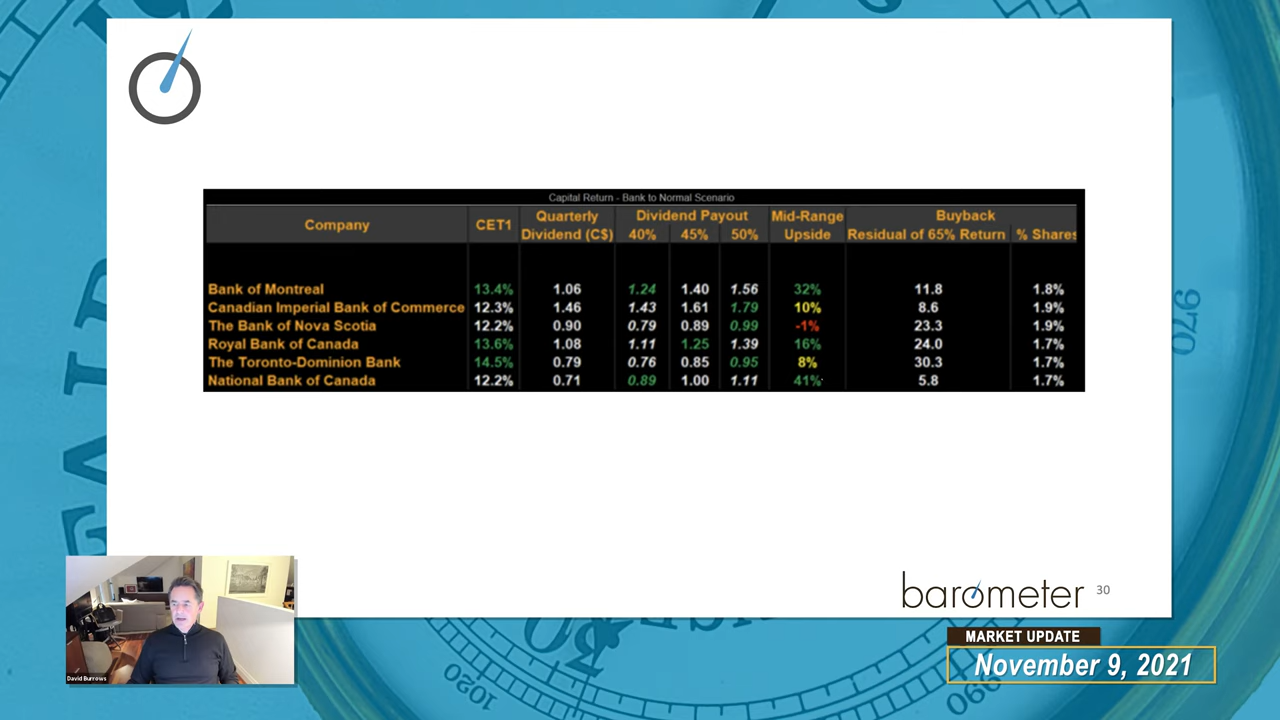 Capital Return - Bank to Normal Scenario
Company CET1 Quarterly Dividend (C$) Dividend Payout 40% 45% 50% Mid-Range Upside Buyback Residual of 65% Return % Shares
Bank of Montreal 13.4% 1.06 1.24 1.40 1.56 32% 11.8 1.8%
Canadian Imperial Bank of Commerce 12.3% 1.46 1.43 1.61 1.79 10% 8.6 1.9%
The Bank of Nova Scotia 12.2% 0.90 0.79 0.89 0.99 -1% 23.3 1.9%
Royal Bank of Canada 13.6% 1.08 1.11 1.25 1.39 16% 24.0 1.7%
The Toronto-Dominion Bank 14.5% 0.79 0.76 0.85 0.95 8% 30.3 1.7%
National Bank of Canada 12.2% 0.71 0.89 1.00 1.11 41% 5.8 1.7%
barometer 30
David Burrows
MARKET UPDATE
November 9, 2021
1020
990
970